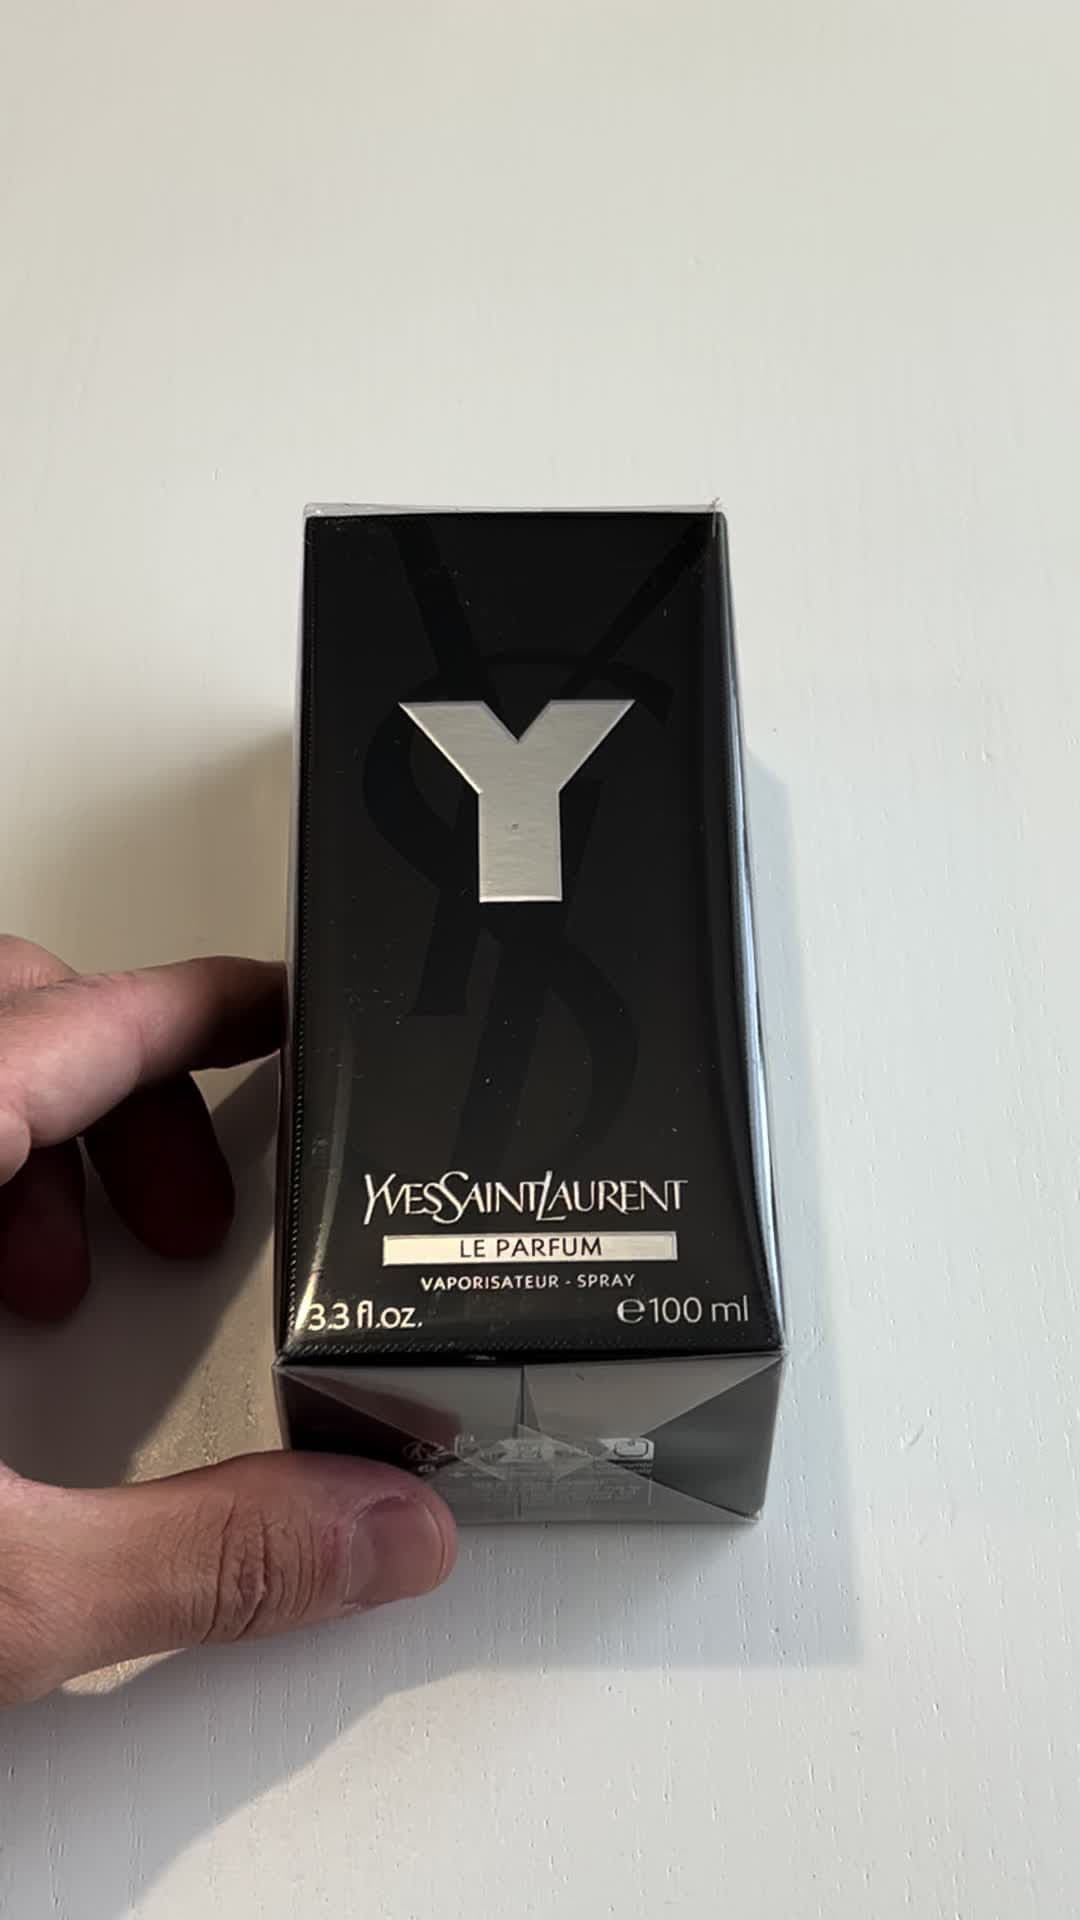 Y
YVESSAINTLAURENT
LE PARFUM
VAPORISATEUR - SPRAY
3.3 fl.oz.
℮100 ml